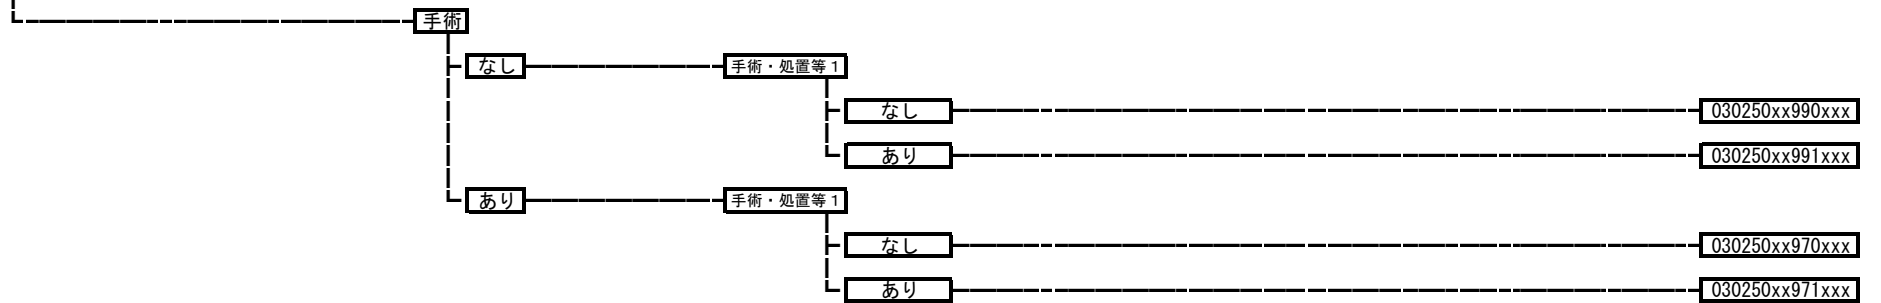 手術
なし 手術・処置等1
なし 030250xx990xxx
あり 030250xx991xxx
あり 手術・処置等1
なし 030250xx970xxx
あり 030250xx971xxx